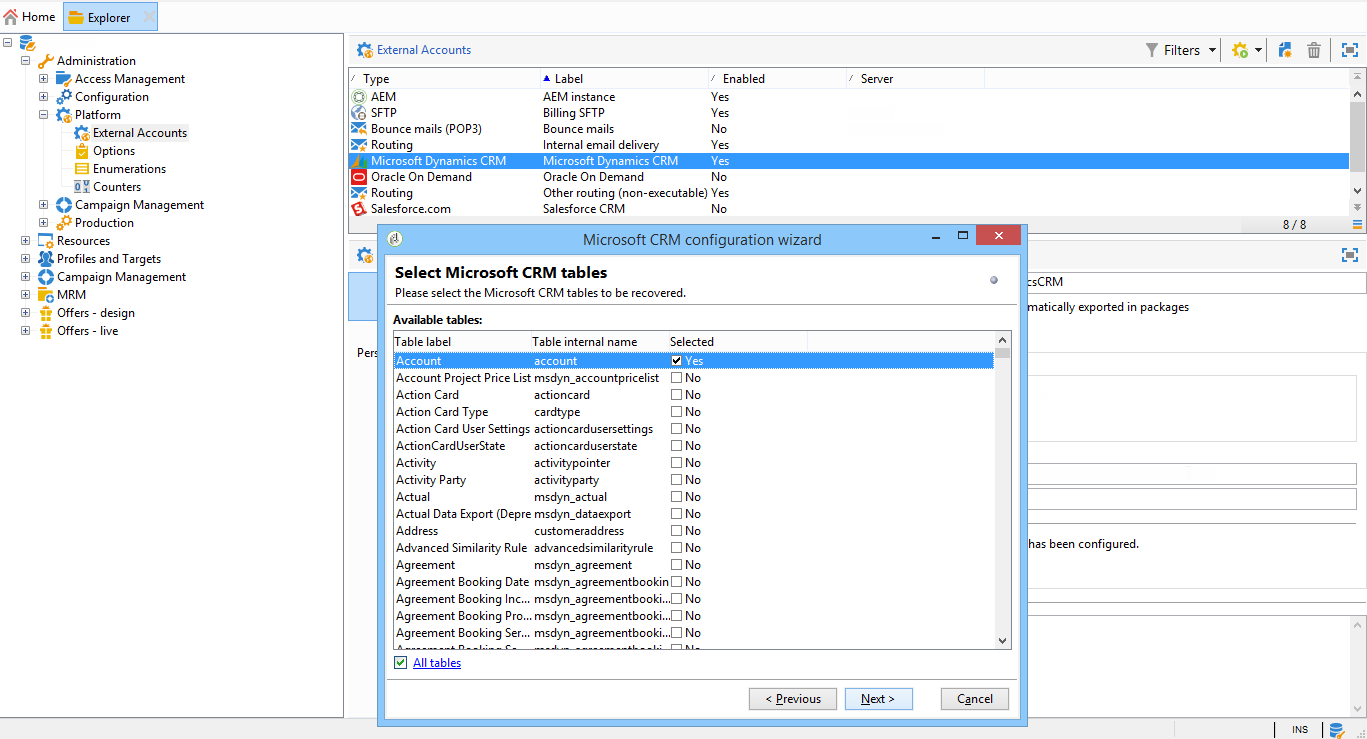 Home
Explorer
Administration
Access Management
Configuration
Platform
External Accounts
Options
Enumerations
Counters
Campaign Management
Production
Resources
Profiles and Targets
Campaign Management
MRM
Offers - design
Offers - live
External Accounts
Filters
Type Label Enabled Server
AEM AEM instance Yes
SFTP Billing SFTP Yes
Bounce mails (POP3) Bounce mails No
Routing Internal email delivery Yes
Microsoft Dynamics CRM Microsoft Dynamics CRM Yes
Oracle On Demand Oracle On Demand No
Routing Other routing (non-executable) Yes
Salesforce.com Salesforce CRM No
8 / 8
Microsoft CRM configuration wizard
Select Microsoft CRM tables
Please select the Microsoft CRM tables to be recovered.
Available tables:
Table label Table internal name Selected
Account account Yes
Account Project Price List msdyn_accountpricelist No
Action Card actioncard No
Action Card Type cardtype No
Action Card User Settings actioncardusersettings No
ActionCardUserState actioncarduserstate No
Activity activitypointer No
Activity Party activityparty No
Actual msdyn_actual No
Actual Data Export (Depre msdyn_dataexport No
Address customeraddress No
Advanced Similarity Rule advancedsimilarityrule No
Agreement msdyn_agreement No
Agreement Booking Date msdyn_agreementbookin No
Agreement Booking Inc... msdyn_agreementbooki... No
Agreement Booking Pro... msdyn_agreementbooki... No
Agreement Booking Ser... msdyn_agreementbooki... No
All tables
< Previous
Next >
Cancel
csCRM
matically exported in packages
Pers
has been configured.
INS